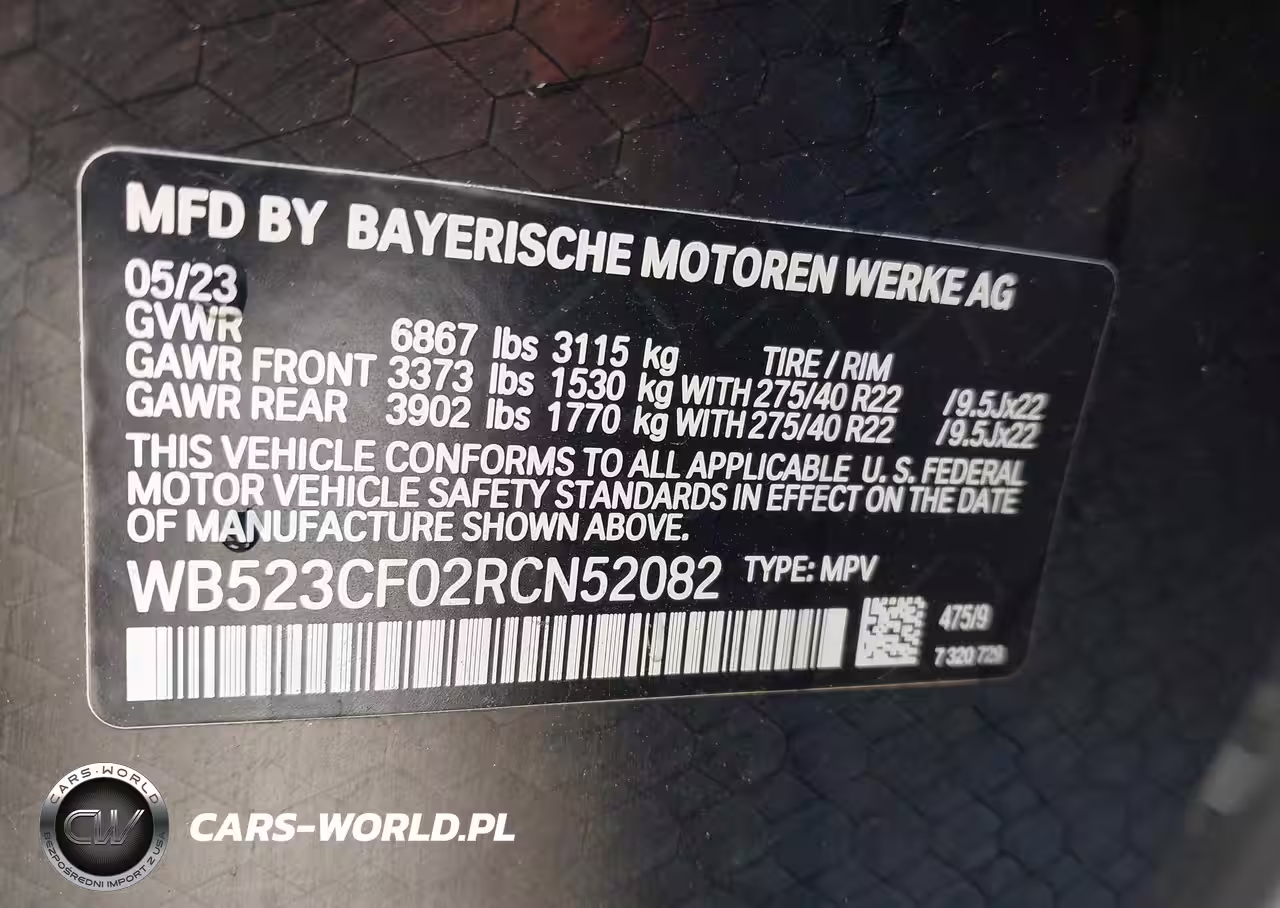 MFD BY BAYERISCHE MOTOREN WERKE AG
05/23
GVWR 6867 lbs 3115 kg TIRE / RIM
GAWR FRONT 3373 lbs 1530 kg WITH 275/40 R22 /9.5Jx22
GAWR REAR 3902 lbs 1770 kg WITH 275/40 R22 /9.5Jx22
THIS VEHICLE CONFORMS TO ALL APPLICABLE U. S. FEDERAL
MOTOR VEHICLE SAFETY STANDARDS IN EFFECT ON THE DATE
OF MANUFACTURE SHOWN ABOVE.
WB523CF02RCN52082 TYPE: MPV
475/9
7 320 729
CARS-WORLD
CW
BEZPOŚREDNI IMPORT Z USA
CARS-WORLD.PL